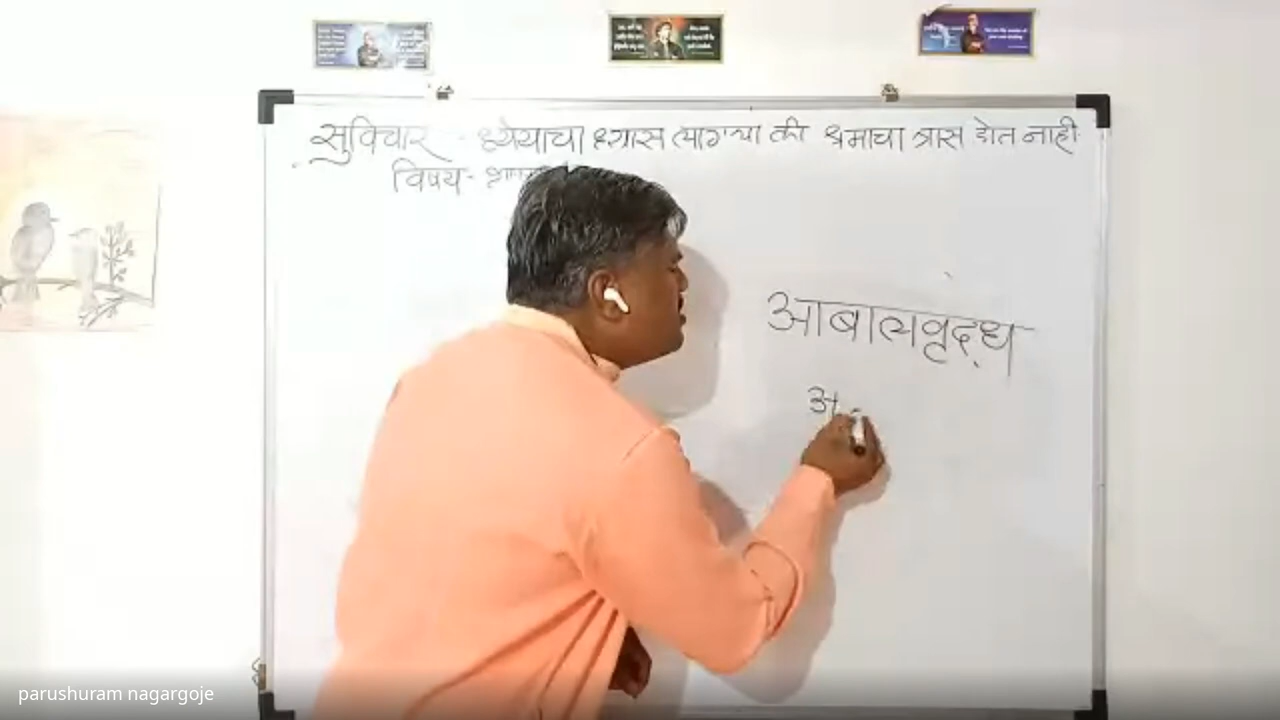 सुविचार - ध्येयाचा ध्यास लागला की श्रमाचा त्रास होत नाही
विषय-
आबालवृद्ध
अ
parushuram nagargoje